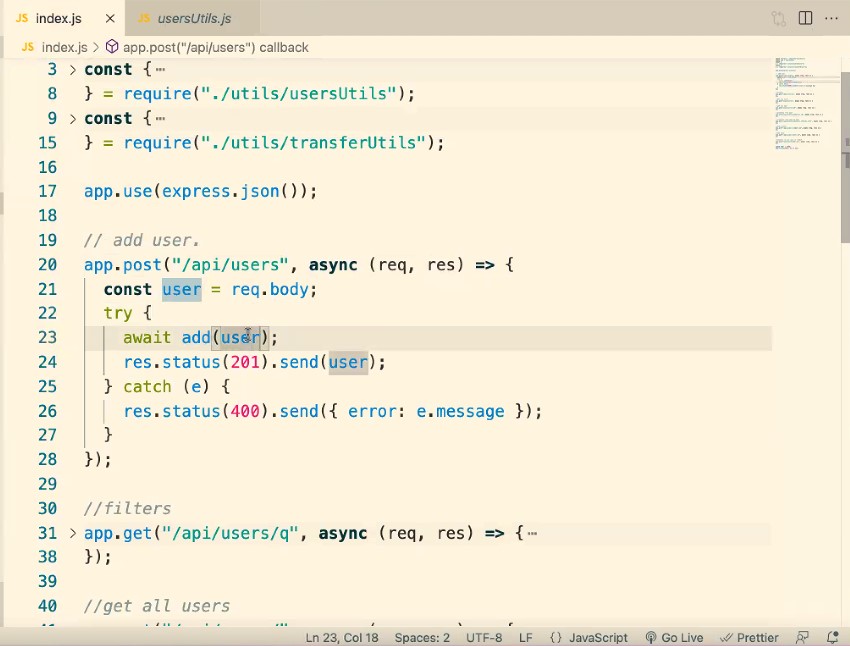 JS index.js × JS usersUtils.js ···
JS index.js > app.post("/api/users") callback
3 > const {···
8 } = require("./utils/usersUtils");
9 > const {···
15 } = require("./utils/transferUtils");
16
17 app.use(express.json());
18
19 // add user.
20 app.post("/api/users", async (req, res) => {
21 const user = req.body;
22 try {
23 await add(user);
24 res.status(201).send(user);
25 } catch (e) {
26 res.status(400).send({ error: e.message });
27 }
28 });
29
30 //filters
31 > app.get("/api/users/q", async (req, res) => {···
38 });
39
40 //get all users
Ln 23, Col 18 Spaces: 2 UTF-8 LF {} JavaScript Go Live Prettier